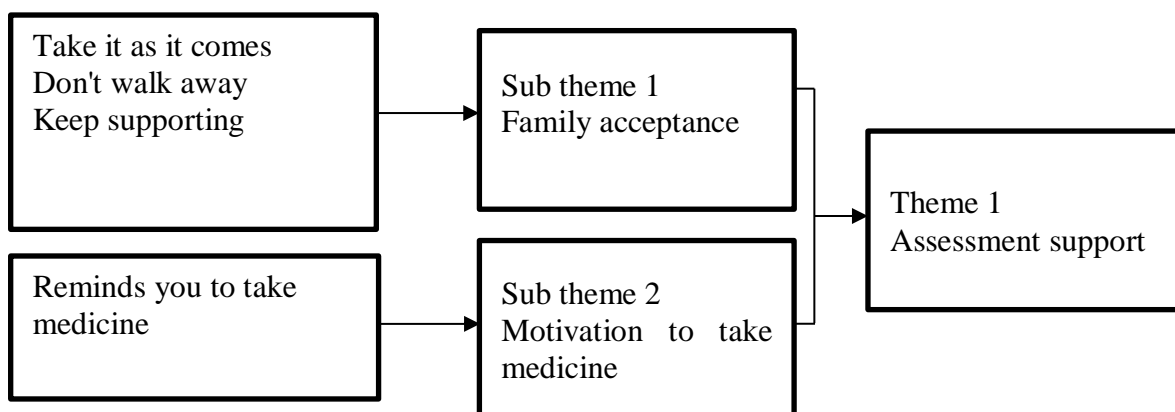 Take it as it comes
Don't walk away
Keep supporting
Sub theme 1
Family acceptance
Theme 1
Assessment support
Reminds you to take
medicine
Sub theme 2
Motivation to take
medicine